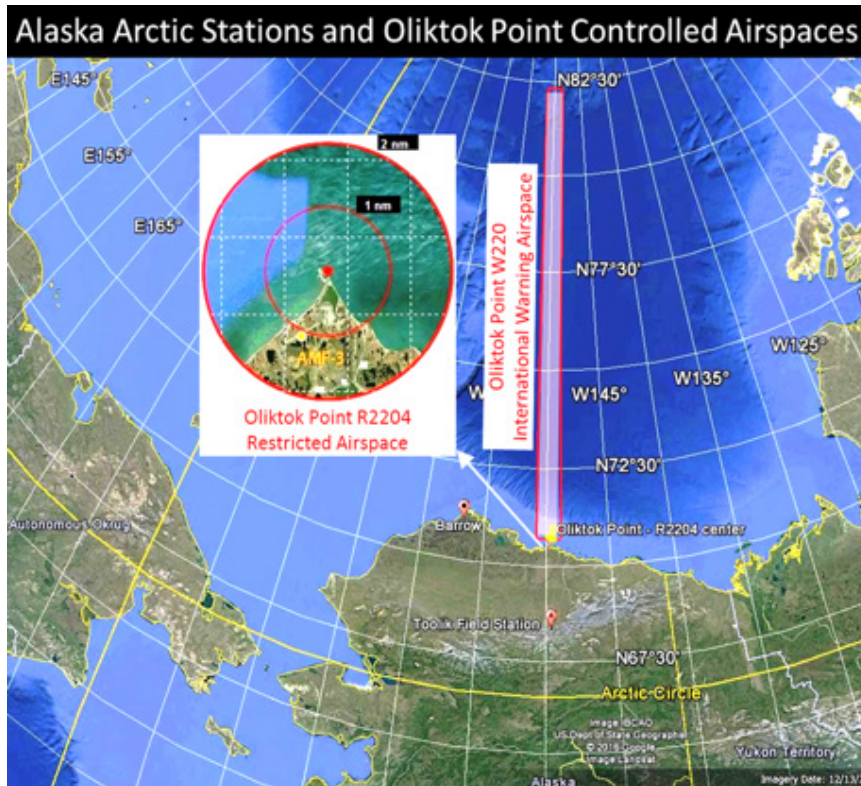 Alaska Arctic Stations and Oliktok Point Controlled Airspaces
N82°30'
E145°
E155°
E165°
2 nm
1 nm
AMF-3
Oliktok Point R2204
Restricted Airspace
Oliktok Point W220
International Warning Airspace
N77°30'
W125°
W135°
W145°
W
N72°30'
Barrow
Oliktok Point - R2204 center
Autonomous Okrug
Toolik Field Station
N67°30'
Arctic Circle
Image IBCAO
US Dept of State Geographer
© 2016 Google
Image Landsat
Yukon Territory
Alaska
Imagery Date: 12/13/2